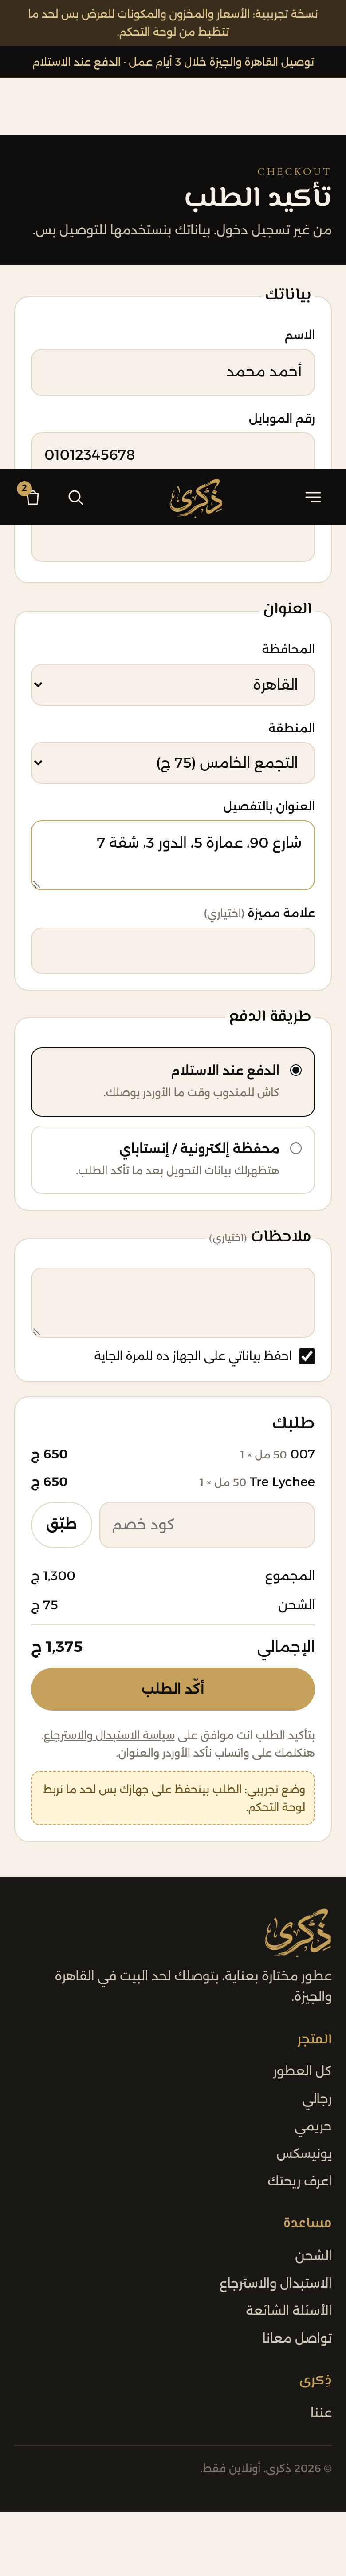 نسخة تجريبية: الأسعار والمخزون والمكونات للعرض بس لحد ما
تتظبط من لوحة التحكم.
توصيل القاهرة والجيزة خلال 3 أيام عمل · الدفع عند الاستلام
CHECKOUT
تأكيد الطلب
من غير تسجيل دخول. بياناتك بنستخدمها للتوصيل بس.
بياناتك
الاسم
أحمد محمد
رقم الموبايل
01012345678
ذِكرى
2
العنوان
المحافظة
القاهرة
المنطقة
التجمع الخامس (75 ج)
العنوان بالتفصيل
شارع 90، عمارة 5، الدور 3، شقة 7
علامة مميزة (اختياري)
طريقة الدفع
الدفع عند الاستلام
كاش للمندوب وقت ما الأوردر يوصلك.
محفظة إلكترونية / إنستاباي
هتظهرلك بيانات التحويل بعد ما تأكد الطلب.
ملاحظات (اختياري)
احفظ بياناتي على الجهاز ده للمرة الجاية
طلبك
007 50 مل × 1 650 ج
Tre Lychee 50 مل × 1 650 ج
كود خصم طبّق
المجموع 1,300 ج
الشحن 75 ج
الإجمالي 1,375 ج
أكّد الطلب
بتأكيد الطلب انت موافق على سياسة الاستبدال والاسترجاع.
هنكلمك على واتساب نأكد الأوردر والعنوان.
وضع تجريبي: الطلب بيتحفظ على جهازك بس لحد ما نربط
لوحة التحكم.
ذِكرى
عطور مختارة بعناية، بتوصلك لحد البيت في القاهرة
والجيزة.
المتجر
كل العطور
رجالي
حريمي
يونيسكس
اعرف ريحتك
مساعدة
الشحن
الاستبدال والاسترجاع
الأسئلة الشائعة
تواصل معانا
ذِكرى
عننا
© 2026 ذِكرى. أونلاين فقط.